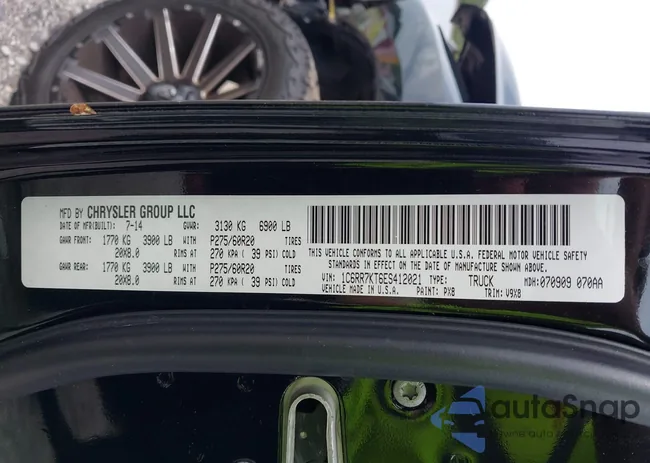 MFD BY CHRYSLER GROUP LLC
DATE OF MFR(BUILT): 7-14 GVWR: 3130 KG 6900 LB
GAWR FRONT: 1770 KG 3900 LB WITH P275/60R20 TIRES
20X8.0 RIMS AT 270 KPA ( 39 PSI) COLD
GAWR REAR: 1770 KG 3900 LB WITH P275/60R20 TIRES
20X8.0 RIMS AT 270 KPA ( 39 PSI) COLD
THIS VEHICLE CONFORMS TO ALL APPLICABLE U.S.A. FEDERAL MOTOR VEHICLE SAFETY
STANDARDS IN EFFECT ON THE DATE OF MANUFACTURE SHOWN ABOVE.
VIN: 1C6RR7KT6ES412021 TYPE: TRUCK MDH: 070909 070AA
VEHICLE MADE IN U.S.A. PAINT: PX8 TRIM: V9X8
autoSnap